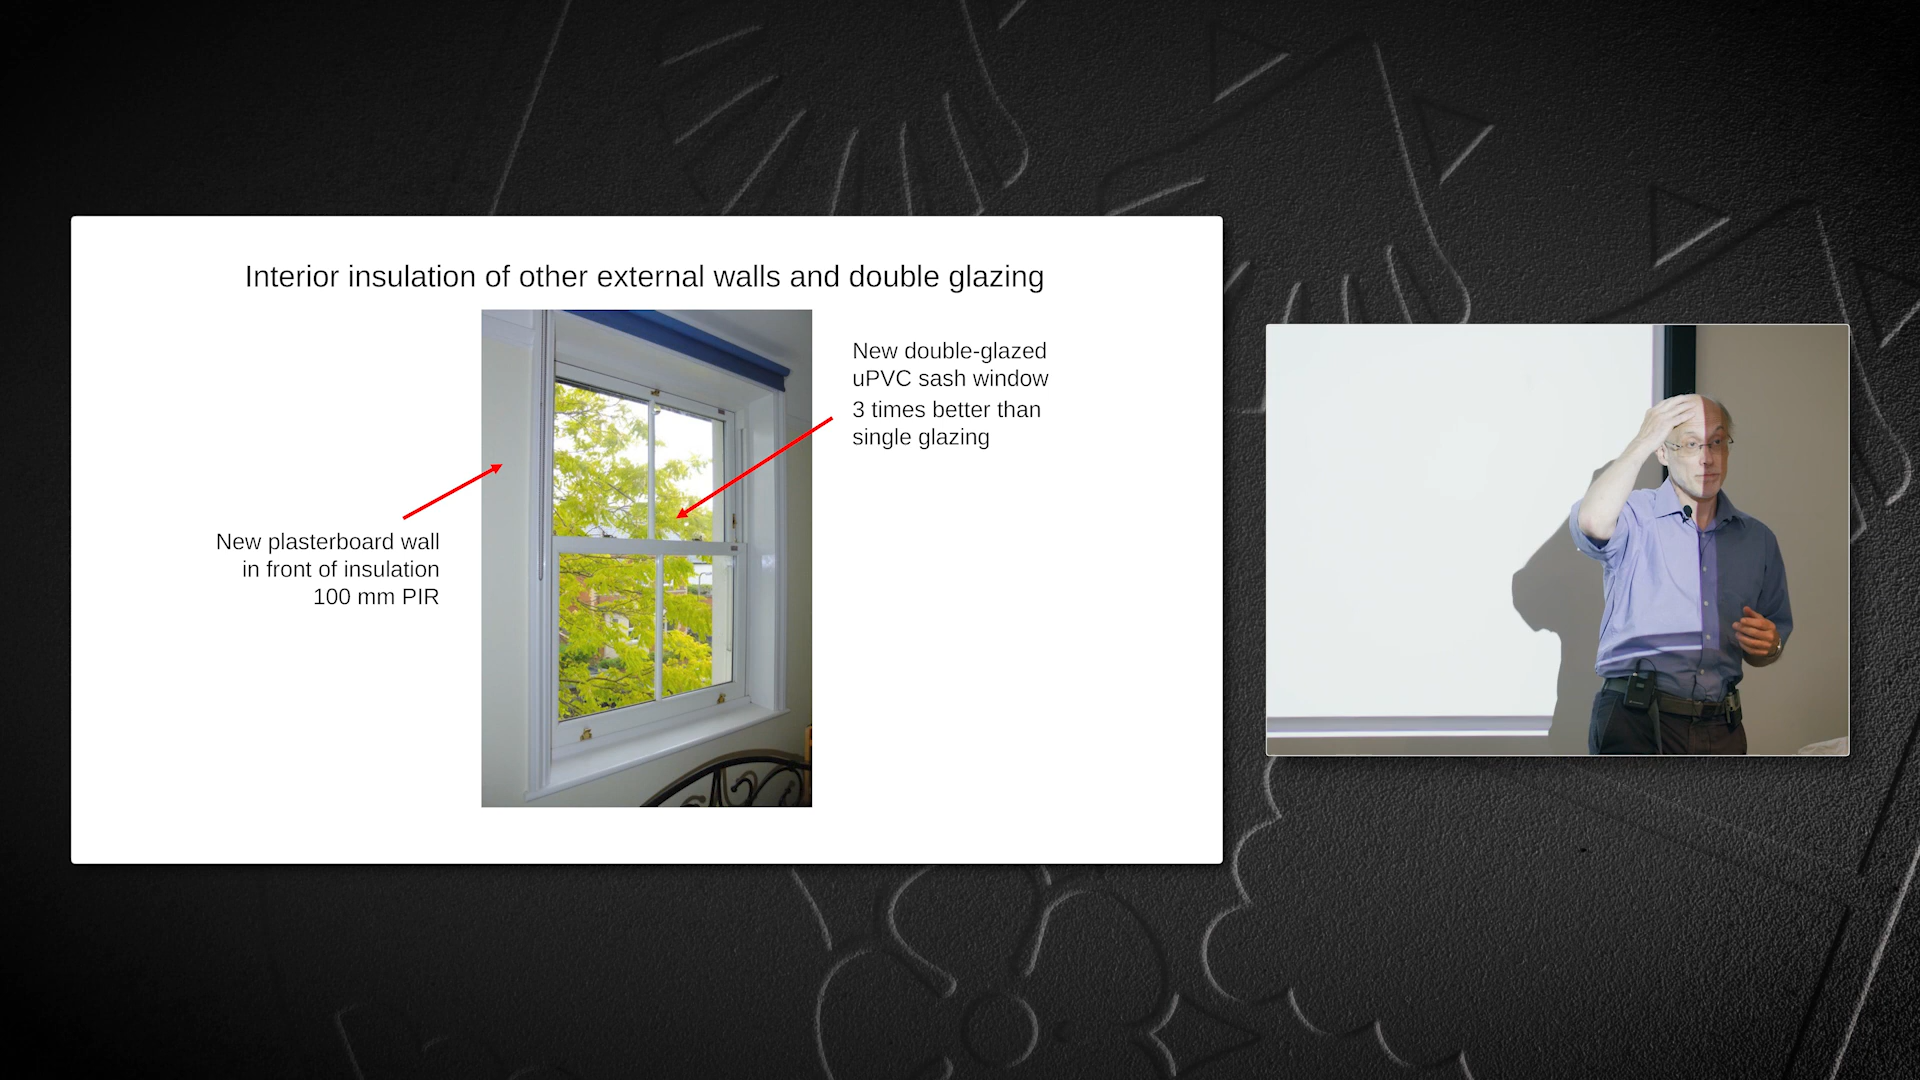 Interior insulation of other external walls and double glazing
New double-glazed
uPVC sash window
3 times better than
single glazing
New plasterboard wall
in front of insulation
100 mm PIR